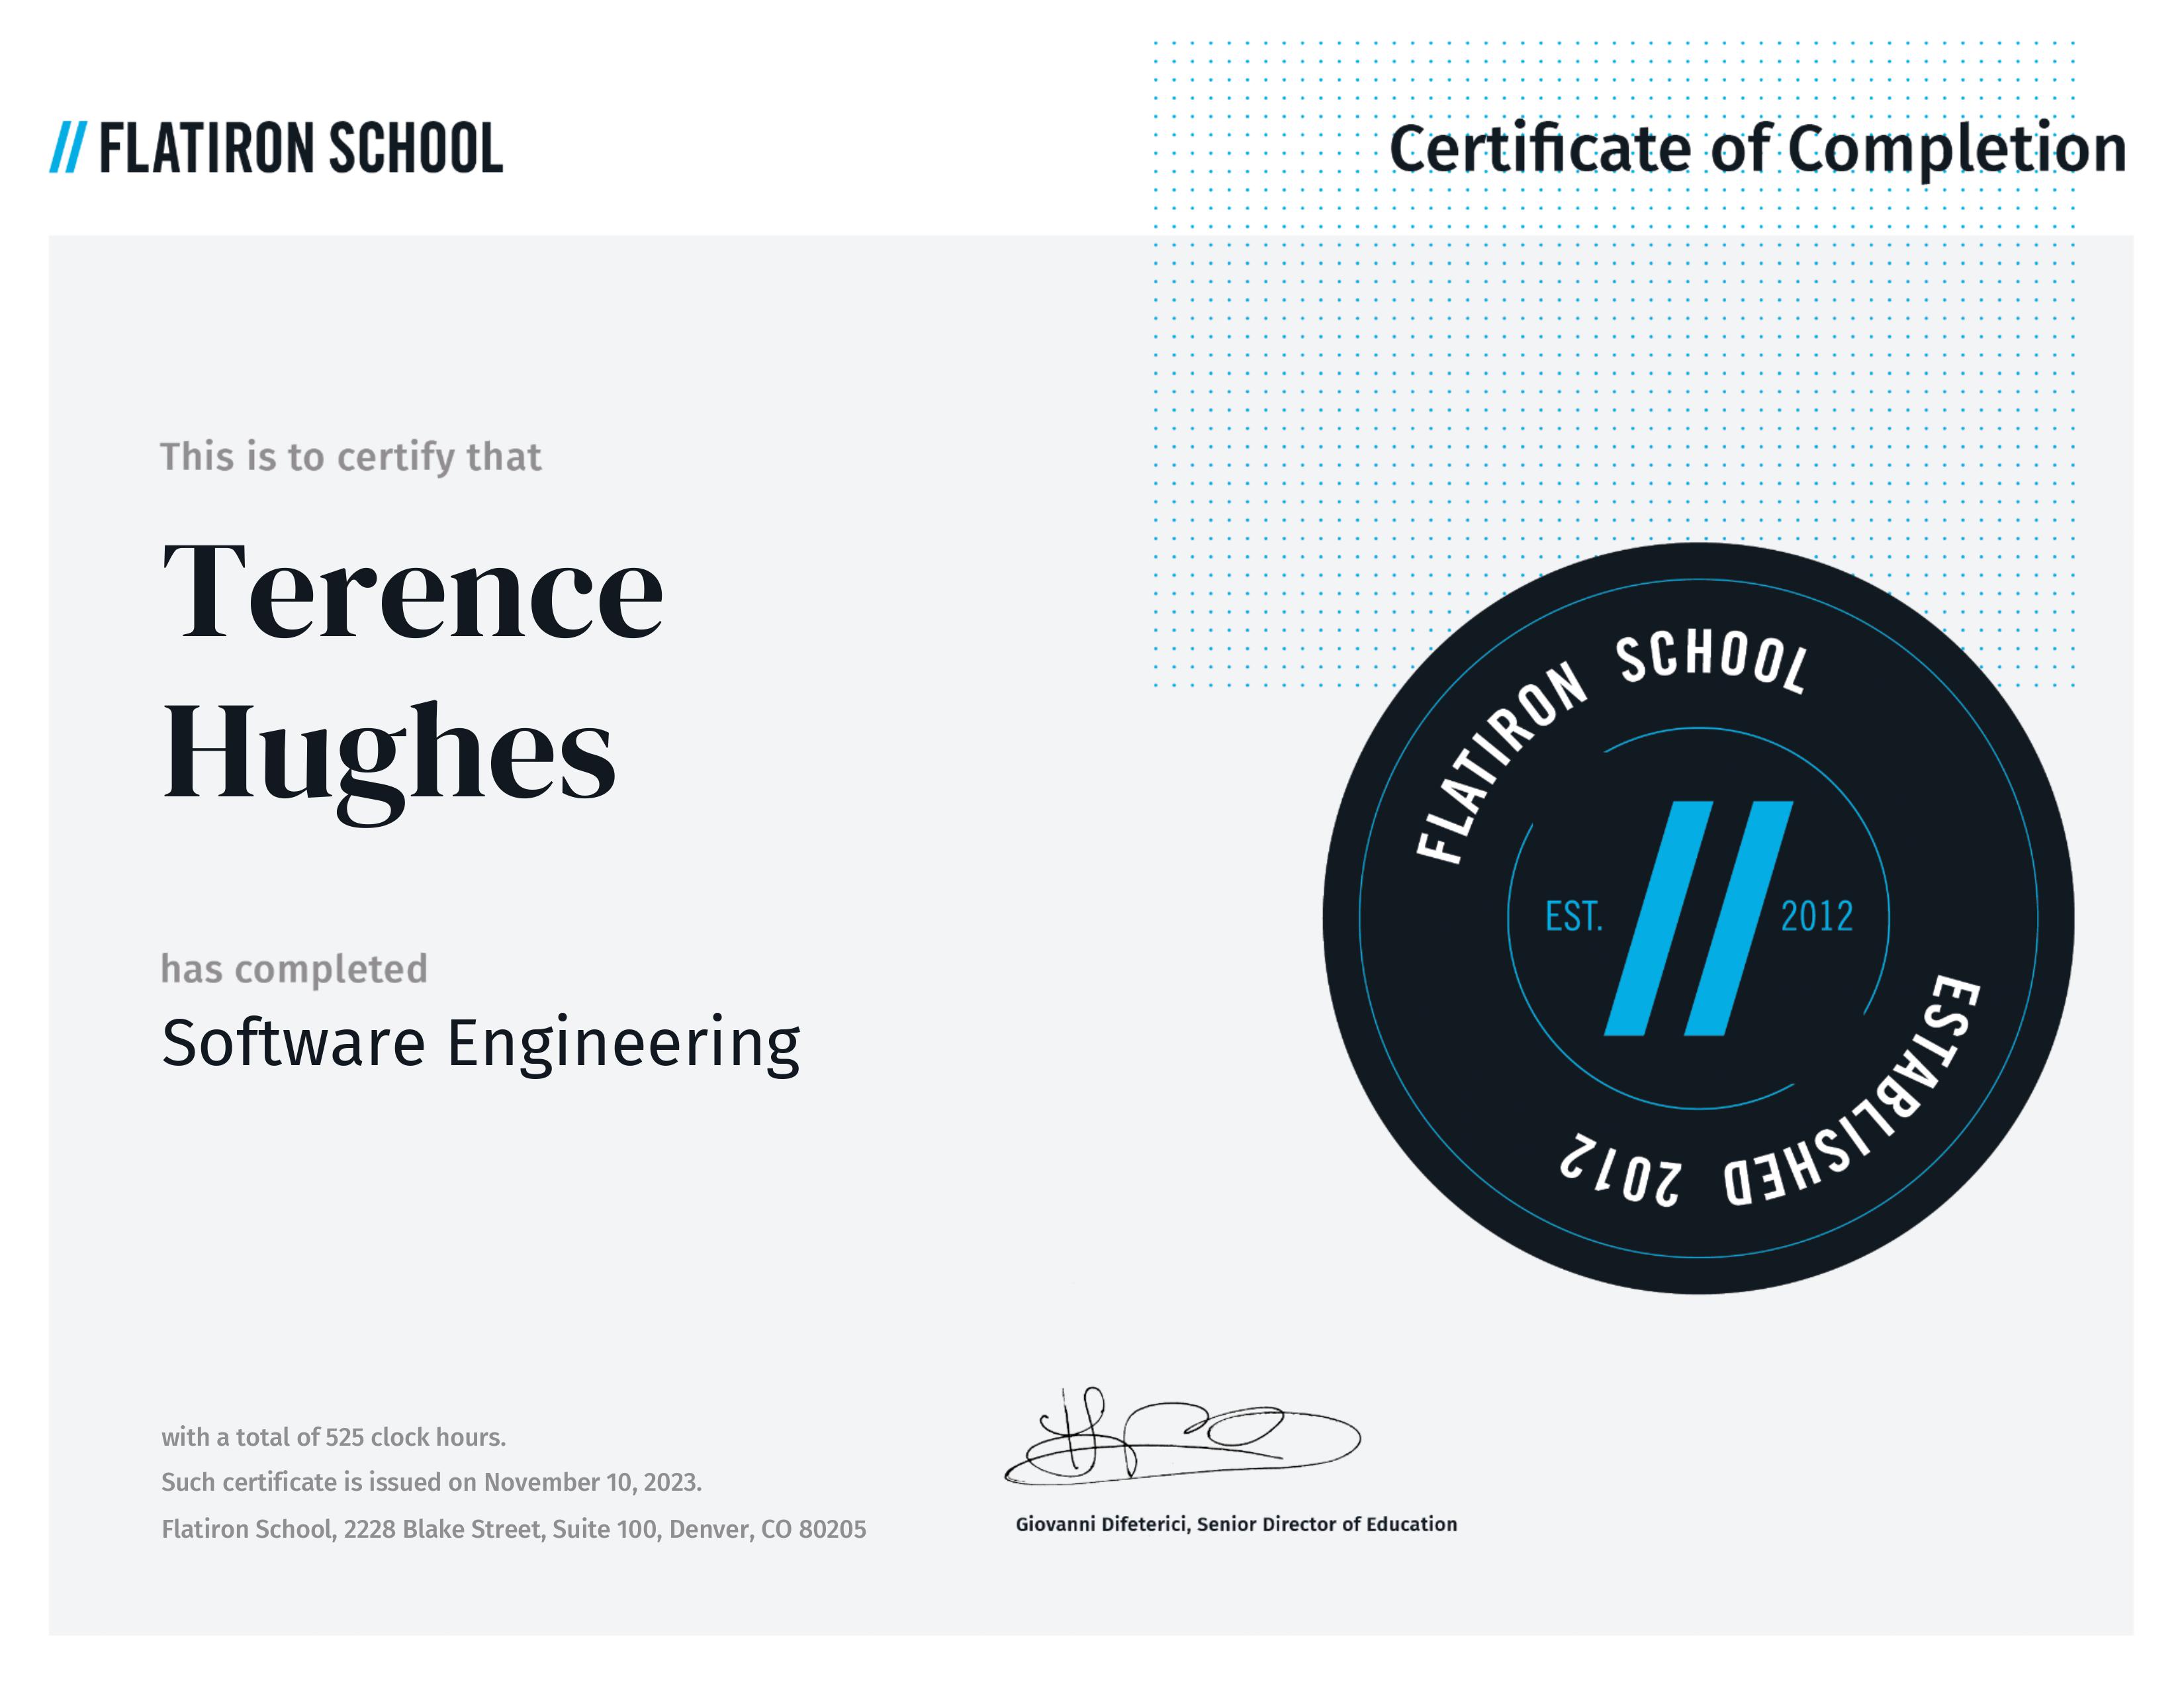 // FLATIRON SCHOOL
Certificate of Completion
This is to certify that
Terence
Hughes
has completed
Software Engineering
FLATIRON SCHOOL
EST. // 2012
ESTABLISHED 2012
with a total of 525 clock hours.
Such certificate is issued on November 10, 2023.
Flatiron School, 2228 Blake Street, Suite 100, Denver, CO 80205
Giovanni Difeterici, Senior Director of Education